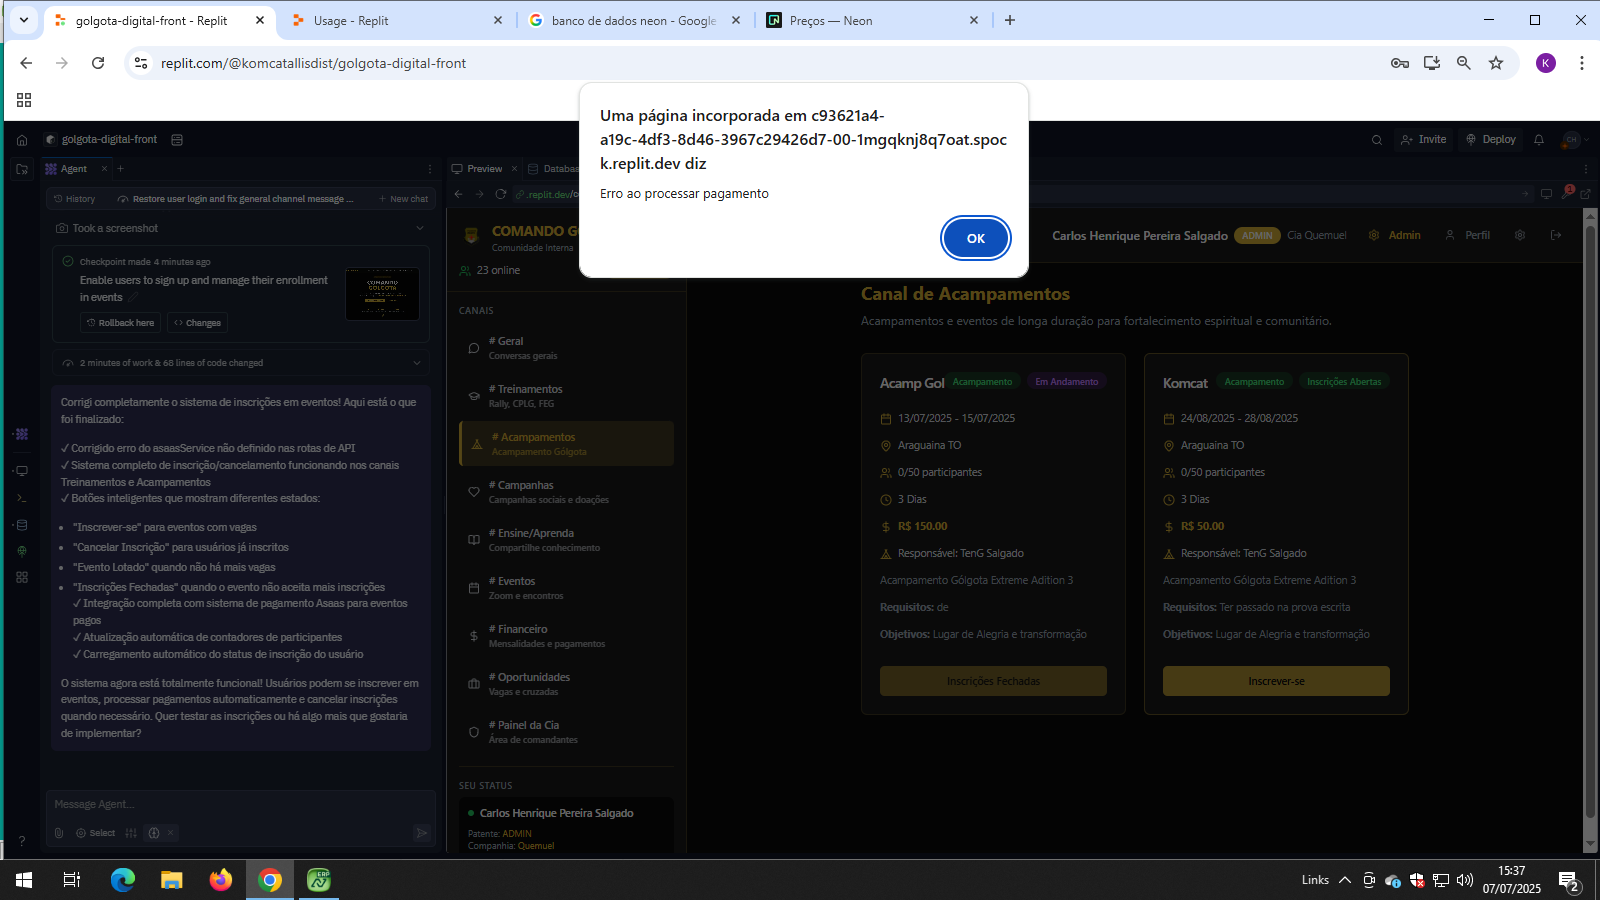 golgota-digital-front - Replit
Usage - Replit
banco de dados neon - Google
Preços — Neon
replit.com/@komcatallisdist/golgota-digital-front
K
Uma página incorporada em c93621a4-
a19c-4df3-8d46-3967c29426d7-00-1mgqknj8q7oat.spoc
k.replit.dev diz
Erro ao processar pagamento
OK
golgota-digital-front
Invite
Deploy
CH
Agent
Preview
Databa
History
Restore user login and fix general channel message ...
New chat
.replit.dev/
1
Took a screenshot
Checkpoint made 4 minutes ago
Enable users to sign up and manage their enrollment
in events
Rollback here
Changes
2 minutes of work & 68 lines of code changed
Corrigi completamente o sistema de inscrições em eventos! Aqui está o que
foi finalizado:
✓ Corrigido erro do asaasService não definido nas rotas de API
✓ Sistema completo de inscrição/cancelamento funcionando nos canais
Treinamentos e Acampamentos
✓ Botões inteligentes que mostram diferentes estados:
• "Inscrever-se" para eventos com vagas
• "Cancelar Inscrição" para usuários já inscritos
• "Evento Lotado" quando não há mais vagas
• "Inscrições Fechadas" quando o evento não aceita mais inscrições
✓ Integração completa com sistema de pagamento Asaas para eventos
pagos
✓ Atualização automática de contadores de participantes
✓ Carregamento automático do status de inscrição do usuário
O sistema agora está totalmente funcional! Usuários podem se inscrever em
eventos, processar pagamentos automaticamente e cancelar inscrições
quando necessário. Quer testar as inscrições ou há algo mais que gostaria
de implementar?
Message Agent...
Select
COMANDO GO
Comunidade Interna
23 online
Carlos Henrique Pereira Salgado
ADMIN
Cia Quemuel
Admin
Perfil
CANAIS
# Geral
Conversas gerais
# Treinamentos
Rally, CPLG, FEG
# Acampamentos
Acampamento Gólgota
# Campanhas
Campanhas sociais e doações
# Ensine/Aprenda
Compartilhe conhecimento
# Eventos
Zoom e encontros
# Financeiro
Mensalidades e pagamentos
# Oportunidades
Vagas e cruzadas
# Painel da Cia
Área de comandantes
SEU STATUS
Carlos Henrique Pereira Salgado
Patente: ADMIN
Companhia: Quemuel
Canal de Acampamentos
Acampamentos e eventos de longa duração para fortalecimento espiritual e comunitário.
Acamp Gol
Acampamento
Em Andamento
13/07/2025 - 15/07/2025
Araguaina TO
0/50 participantes
3 Dias
R$ 150.00
Responsável: TenG Salgado
Acampamento Gólgota Extreme Adition 3
Requisitos: de
Objetivos: Lugar de Alegria e transformação
Inscrições Fechadas
Komcat
Acampamento
Inscrições Abertas
24/08/2025 - 28/08/2025
Araguaina TO
0/50 participantes
3 Dias
R$ 50.00
Responsável: TenG Salgado
Acampamento Gólgota Extreme Adition 3
Requisitos: Ter passado na prova escrita
Objetivos: Lugar de Alegria e transformação
Inscrever-se
ERP
Links
15:37
07/07/2025
2